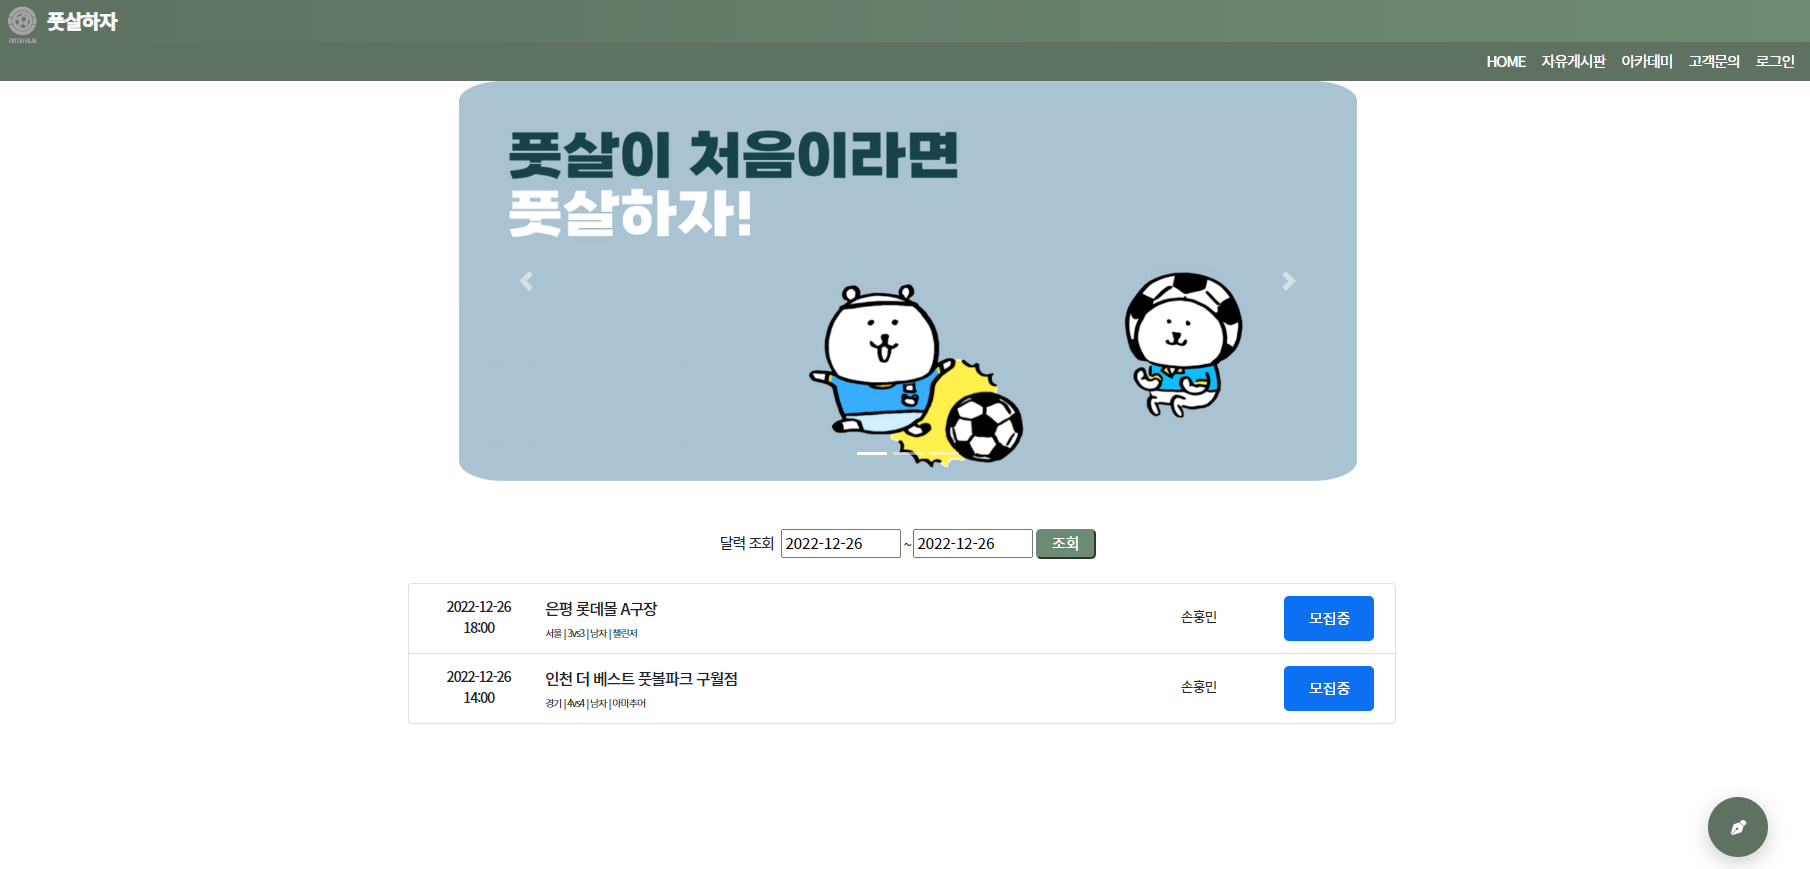 풋살하자
FUTSAL HAJA
HOME 자유게시판 아카데미 고객문의 로그인
풋살이 처음이라면
풋살하자!
달력 조회 2022-12-26 ~ 2022-12-26 조회
2022-12-26
18:00
은평 롯데몰 A구장
서울 | 3vs3 | 남자 | 챌린저
손흥민
모집중
2022-12-26
14:00
인천 더 베스트 풋볼파크 구월점
경기 | 4vs4 | 남자 | 아마추어
손흥민
모집중